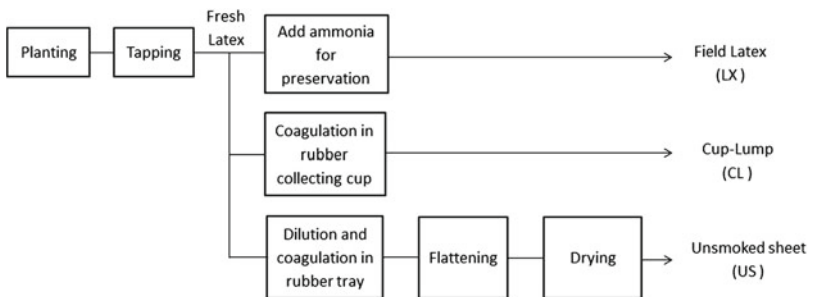 Planting
Tapping
Fresh
Latex
Add ammonia
for
preservation
Field Latex
(LX)
Coagulation in
rubber
collecting cup
Cup-Lump
(CL)
Dilution and
coagulation in
rubber tray
Flattening
Drying
Unsmoked sheet
(US)